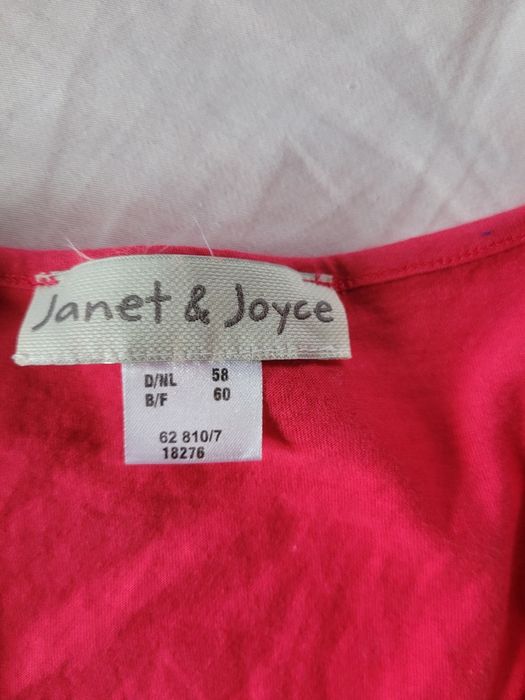 Janet & Joyce
D/NL 58
B/F 60
62 810/7
18276